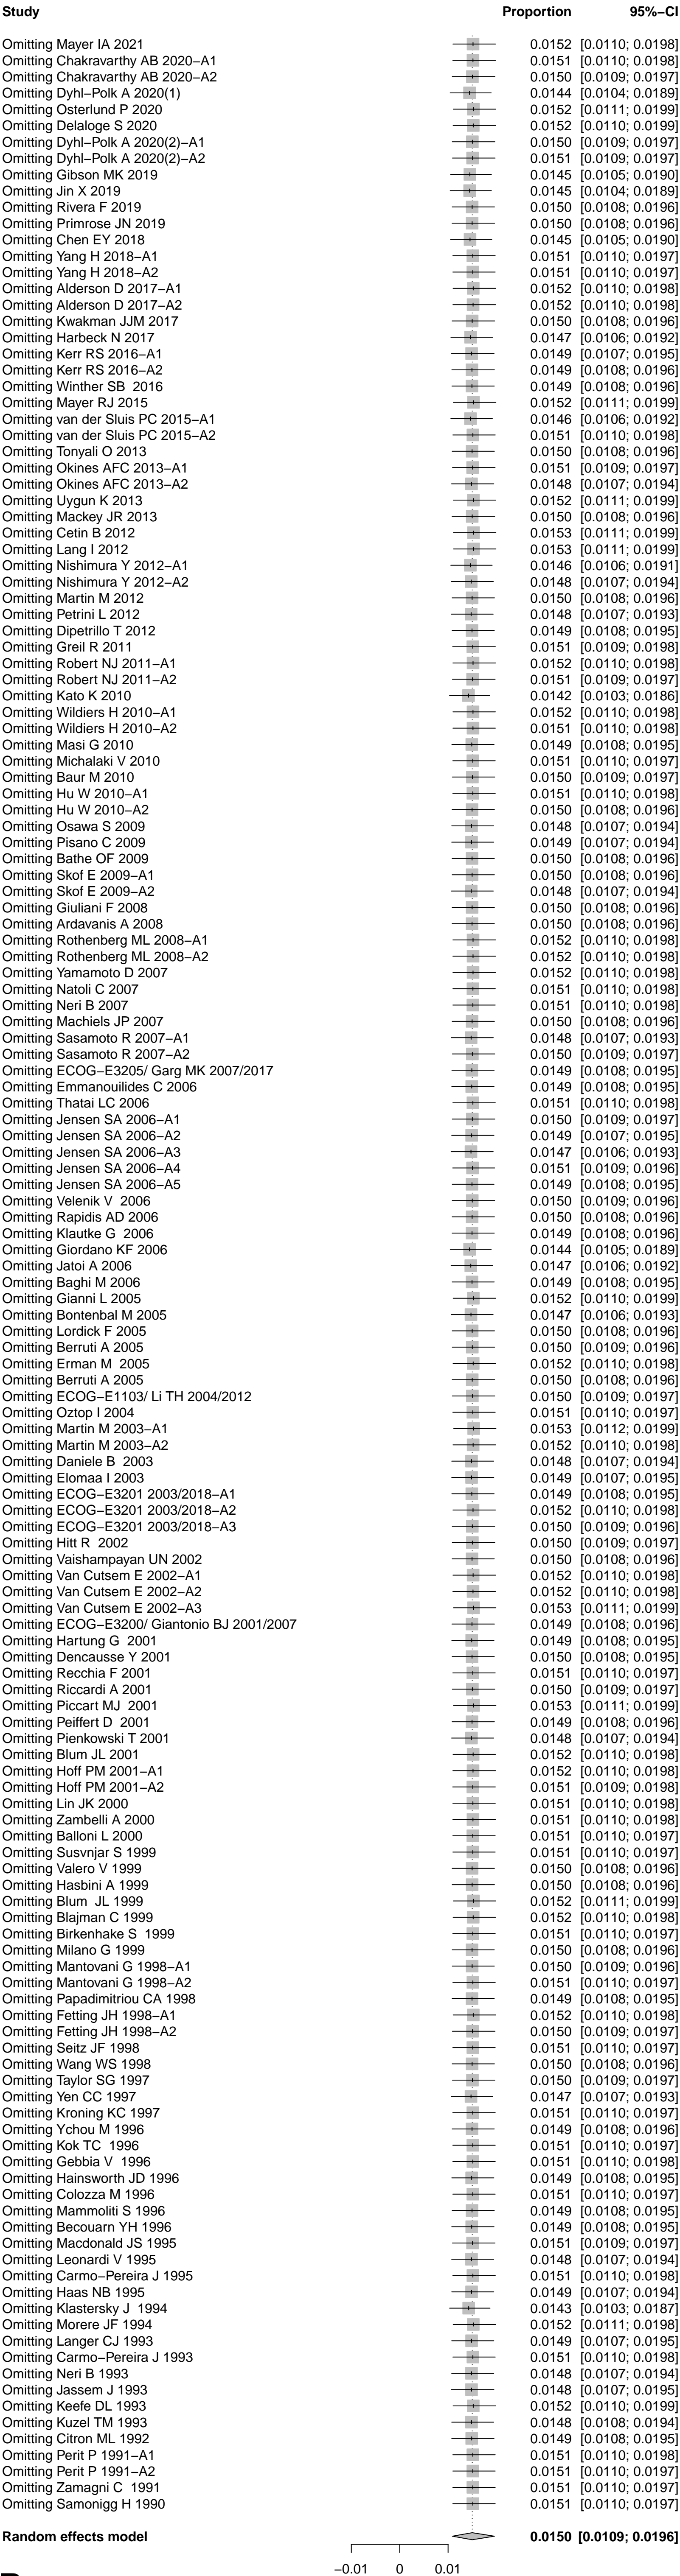 Study Proportion 95%−CI
Omitting Mayer IA 2021 0.0152 [0.0110; 0.0198]
Omitting Chakravarthy AB 2020−A1 0.0151 [0.0110; 0.0197]
Omitting Chakravarthy AB 2020−A2 0.0150 [0.0109; 0.0197]
Omitting Dyhl−Polk A 2020(1) 0.0144 [0.0104; 0.0189]
Omitting Osterlund P 2020 0.0152 [0.0111; 0.0199]
Omitting Delaloge S 2020 0.0152 [0.0110; 0.0199]
Omitting Dyhl−Polk A 2020(2)−A1 0.0150 [0.0109; 0.0197]
Omitting Dyhl−Polk A 2020(2)−A2 0.0151 [0.0109; 0.0197]
Omitting Gibson MK 2019 0.0145 [0.0105; 0.0190]
Omitting Jin X 2019 0.0145 [0.0104; 0.0189]
Omitting Rivera F 2019 0.0150 [0.0108; 0.0196]
Omitting Primrose JN 2019 0.0150 [0.0108; 0.0196]
Omitting Chen EY 2018 0.0145 [0.0105; 0.0190]
Omitting Yang H 2018−A1 0.0151 [0.0110; 0.0197]
Omitting Yang H 2018−A2 0.0151 [0.0110; 0.0197]
Omitting Alderson D 2017−A1 0.0152 [0.0110; 0.0198]
Omitting Alderson D 2017−A2 0.0152 [0.0110; 0.0198]
Omitting Kwakman JJM 2017 0.0150 [0.0108; 0.0196]
Omitting Harbeck N 2017 0.0147 [0.0106; 0.0192]
Omitting Kerr RS 2016−A1 0.0149 [0.0107; 0.0195]
Omitting Kerr RS 2016−A2 0.0149 [0.0108; 0.0196]
Omitting Winther SB 2016 0.0149 [0.0108; 0.0196]
Omitting Mayer RJ 2015 0.0152 [0.0111; 0.0199]
Omitting van der Sluis PC 2015−A1 0.0146 [0.0106; 0.0192]
Omitting van der Sluis PC 2015−A2 0.0151 [0.0110; 0.0198]
Omitting Tonyali O 2013 0.0150 [0.0108; 0.0196]
Omitting Okines AFC 2013−A1 0.0151 [0.0109; 0.0197]
Omitting Okines AFC 2013−A2 0.0148 [0.0107; 0.0194]
Omitting Uygun K 2013 0.0152 [0.0111; 0.0199]
Omitting Mackey JR 2013 0.0150 [0.0108; 0.0196]
Omitting Cetin B 2012 0.0153 [0.0111; 0.0199]
Omitting Lang I 2012 0.0153 [0.0111; 0.0199]
Omitting Nishimura Y 2012−A1 0.0146 [0.0106; 0.0191]
Omitting Nishimura Y 2012−A2 0.0148 [0.0107; 0.0194]
Omitting Martin M 2012 0.0150 [0.0108; 0.0196]
Omitting Petrini L 2012 0.0148 [0.0107; 0.0193]
Omitting Dipetrillo T 2012 0.0149 [0.0108; 0.0195]
Omitting Greil R 2011 0.0151 [0.0109; 0.0198]
Omitting Robert NJ 2011−A1 0.0152 [0.0110; 0.0198]
Omitting Robert NJ 2011−A2 0.0151 [0.0109; 0.0198]
Omitting Kato K 2010 0.0142 [0.0103; 0.0186]
Omitting Wildiers H 2010−A1 0.0152 [0.0110; 0.0198]
Omitting Wildiers H 2010−A2 0.0151 [0.0110; 0.0198]
Omitting Masi G 2010 0.0149 [0.0108; 0.0195]
Omitting Michalaki V 2010 0.0151 [0.0110; 0.0197]
Omitting Baur M 2010 0.0150 [0.0109; 0.0197]
Omitting Hu W 2010−A1 0.0151 [0.0110; 0.0198]
Omitting Hu W 2010−A2 0.0150 [0.0108; 0.0196]
Omitting Osawa S 2009 0.0148 [0.0107; 0.0194]
Omitting Pisano C 2009 0.0149 [0.0107; 0.0194]
Omitting Bathe OF 2009 0.0150 [0.0108; 0.0196]
Omitting Skof E 2009−A1 0.0150 [0.0108; 0.0196]
Omitting Skof E 2009−A2 0.0148 [0.0107; 0.0194]
Omitting Giuliani F 2008 0.0150 [0.0108; 0.0196]
Omitting Ardavanis A 2008 0.0150 [0.0108; 0.0196]
Omitting Rothenberg ML 2008−A1 0.0152 [0.0110; 0.0198]
Omitting Rothenberg ML 2008−A2 0.0152 [0.0110; 0.0198]
Omitting Yamamoto D 2007 0.0152 [0.0110; 0.0198]
Omitting Natoli C 2007 0.0151 [0.0110; 0.0198]
Omitting Neri B 2007 0.0151 [0.0110; 0.0198]
Omitting Machiels JP 2007 0.0150 [0.0108; 0.0196]
Omitting Sasamoto R 2007−A1 0.0148 [0.0107; 0.0193]
Omitting Sasamoto R 2007−A2 0.0150 [0.0109; 0.0197]
Omitting ECOG−E3205/ Garg MK 2007/2017 0.0149 [0.0108; 0.0195]
Omitting Emmanouilides C 2006 0.0149 [0.0108; 0.0195]
Omitting Thatai LC 2006 0.0151 [0.0110; 0.0198]
Omitting Jensen SA 2006−A1 0.0150 [0.0109; 0.0197]
Omitting Jensen SA 2006−A2 0.0149 [0.0107; 0.0195]
Omitting Jensen SA 2006−A3 0.0147 [0.0106; 0.0193]
Omitting Jensen SA 2006−A4 0.0151 [0.0109; 0.0196]
Omitting Jensen SA 2006−A5 0.0149 [0.0108; 0.0195]
Omitting Velenik V 2006 0.0150 [0.0109; 0.0196]
Omitting Rapidis AD 2006 0.0150 [0.0108; 0.0196]
Omitting Klautke G 2006 0.0149 [0.0108; 0.0196]
Omitting Giordano KF 2006 0.0144 [0.0105; 0.0189]
Omitting Jatoi A 2006 0.0147 [0.0106; 0.0192]
Omitting Baghi M 2006 0.0149 [0.0108; 0.0195]
Omitting Gianni L 2005 0.0152 [0.0110; 0.0199]
Omitting Bontenbal M 2005 0.0147 [0.0106; 0.0193]
Omitting Lordick F 2005 0.0150 [0.0108; 0.0196]
Omitting Berruti A 2005 0.0150 [0.0109; 0.0196]
Omitting Erman M 2005 0.0152 [0.0110; 0.0198]
Omitting Berruti A 2005 0.0150 [0.0108; 0.0196]
Omitting ECOG−E1103/ Li TH 2004/2012 0.0150 [0.0109; 0.0197]
Omitting Oztop I 2004 0.0151 [0.0110; 0.0197]
Omitting Martin M 2003−A1 0.0153 [0.0112; 0.0199]
Omitting Martin M 2003−A2 0.0152 [0.0110; 0.0198]
Omitting Daniele B 2003 0.0148 [0.0107; 0.0194]
Omitting Elomaa I 2003 0.0149 [0.0107; 0.0195]
Omitting ECOG−E3201 2003/2018−A1 0.0149 [0.0108; 0.0195]
Omitting ECOG−E3201 2003/2018−A2 0.0152 [0.0110; 0.0198]
Omitting ECOG−E3201 2003/2018−A3 0.0150 [0.0109; 0.0196]
Omitting Hitt R 2002 0.0150 [0.0109; 0.0197]
Omitting Vaishampayan UN 2002 0.0150 [0.0108; 0.0196]
Omitting Van Cutsem E 2002−A1 0.0152 [0.0110; 0.0198]
Omitting Van Cutsem E 2002−A2 0.0152 [0.0110; 0.0198]
Omitting Van Cutsem E 2002−A3 0.0153 [0.0111; 0.0199]
Omitting ECOG−E3200/ Giantonio BJ 2001/2007 0.0149 [0.0108; 0.0196]
Omitting Hartung G 2001 0.0149 [0.0108; 0.0195]
Omitting Dencausse Y 2001 0.0150 [0.0108; 0.0195]
Omitting Recchia F 2001 0.0151 [0.0110; 0.0197]
Omitting Riccardi A 2001 0.0150 [0.0109; 0.0197]
Omitting Piccart MJ 2001 0.0153 [0.0111; 0.0199]
Omitting Peiffert D 2001 0.0149 [0.0108; 0.0196]
Omitting Pienkowski T 2001 0.0148 [0.0107; 0.0194]
Omitting Blum JL 2001 0.0152 [0.0110; 0.0198]
Omitting Hoff PM 2001−A1 0.0152 [0.0110; 0.0198]
Omitting Hoff PM 2001−A2 0.0151 [0.0109; 0.0198]
Omitting Lin JK 2000 0.0151 [0.0110; 0.0198]
Omitting Zambelli A 2000 0.0151 [0.0110; 0.0198]
Omitting Balloni L 2000 0.0151 [0.0110; 0.0197]
Omitting Susvnjar S 1999 0.0151 [0.0110; 0.0197]
Omitting Valero V 1999 0.0150 [0.0108; 0.0196]
Omitting Hasbini A 1999 0.0150 [0.0108; 0.0196]
Omitting Blum JL 1999 0.0152 [0.0111; 0.0199]
Omitting Blajman C 1999 0.0152 [0.0110; 0.0198]
Omitting Birkenhake S 1999 0.0151 [0.0110; 0.0197]
Omitting Milano G 1999 0.0150 [0.0108; 0.0196]
Omitting Mantovani G 1998−A1 0.0150 [0.0109; 0.0196]
Omitting Mantovani G 1998−A2 0.0151 [0.0110; 0.0197]
Omitting Papadimitriou CA 1998 0.0149 [0.0108; 0.0195]
Omitting Fetting JH 1998−A1 0.0152 [0.0110; 0.0198]
Omitting Fetting JH 1998−A2 0.0150 [0.0109; 0.0197]
Omitting Seitz JF 1998 0.0151 [0.0110; 0.0197]
Omitting Wang WS 1998 0.0150 [0.0108; 0.0196]
Omitting Taylor SG 1997 0.0150 [0.0109; 0.0197]
Omitting Yen CC 1997 0.0147 [0.0107; 0.0193]
Omitting Kroning KC 1997 0.0151 [0.0110; 0.0197]
Omitting Ychou M 1996 0.0149 [0.0108; 0.0196]
Omitting Kok TC 1996 0.0151 [0.0110; 0.0197]
Omitting Gebbia V 1996 0.0151 [0.0110; 0.0198]
Omitting Hainsworth JD 1996 0.0149 [0.0108; 0.0195]
Omitting Colozza M 1996 0.0151 [0.0110; 0.0197]
Omitting Mammoliti S 1996 0.0149 [0.0108; 0.0195]
Omitting Becouarn YH 1996 0.0149 [0.0108; 0.0195]
Omitting Macdonald JS 1995 0.0151 [0.0109; 0.0197]
Omitting Leonardi V 1995 0.0148 [0.0107; 0.0194]
Omitting Carmo−Pereira J 1995 0.0151 [0.0110; 0.0198]
Omitting Haas NB 1995 0.0149 [0.0107; 0.0194]
Omitting Klastersky J 1994 0.0143 [0.0103; 0.0187]
Omitting Morere JF 1994 0.0152 [0.0111; 0.0198]
Omitting Langer CJ 1993 0.0149 [0.0107; 0.0195]
Omitting Carmo−Pereira J 1993 0.0151 [0.0110; 0.0198]
Omitting Neri B 1993 0.0148 [0.0107; 0.0194]
Omitting Jassem J 1993 0.0148 [0.0107; 0.0195]
Omitting Keefe DL 1993 0.0152 [0.0110; 0.0199]
Omitting Kuzel TM 1993 0.0148 [0.0108; 0.0194]
Omitting Citron ML 1992 0.0149 [0.0108; 0.0195]
Omitting Perit P 1991−A1 0.0151 [0.0110; 0.0198]
Omitting Perit P 1991−A2 0.0151 [0.0110; 0.0197]
Omitting Zamagni C 1991 0.0151 [0.0110; 0.0197]
Omitting Samonigg H 1990 0.0151 [0.0110; 0.0197]
Random effects model 0.0150 [0.0109; 0.0196]
−0.01 0 0.01